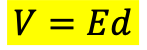 V = Ed